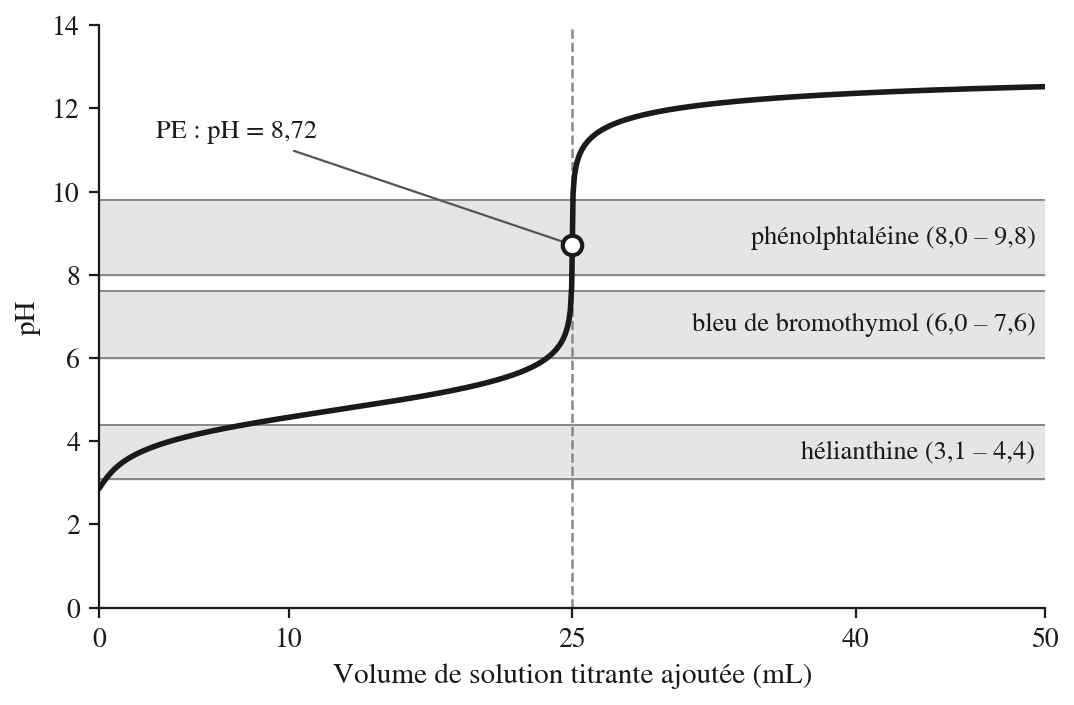 14
12
PE : pH = 8,72
10
phénolphtaléine (8,0 – 9,8)
8
bleu de bromothymol (6,0 – 7,6)
pH
6
4
hélianthine (3,1 – 4,4)
2
0
0 10 25 40 50
Volume de solution titrante ajoutée (mL)